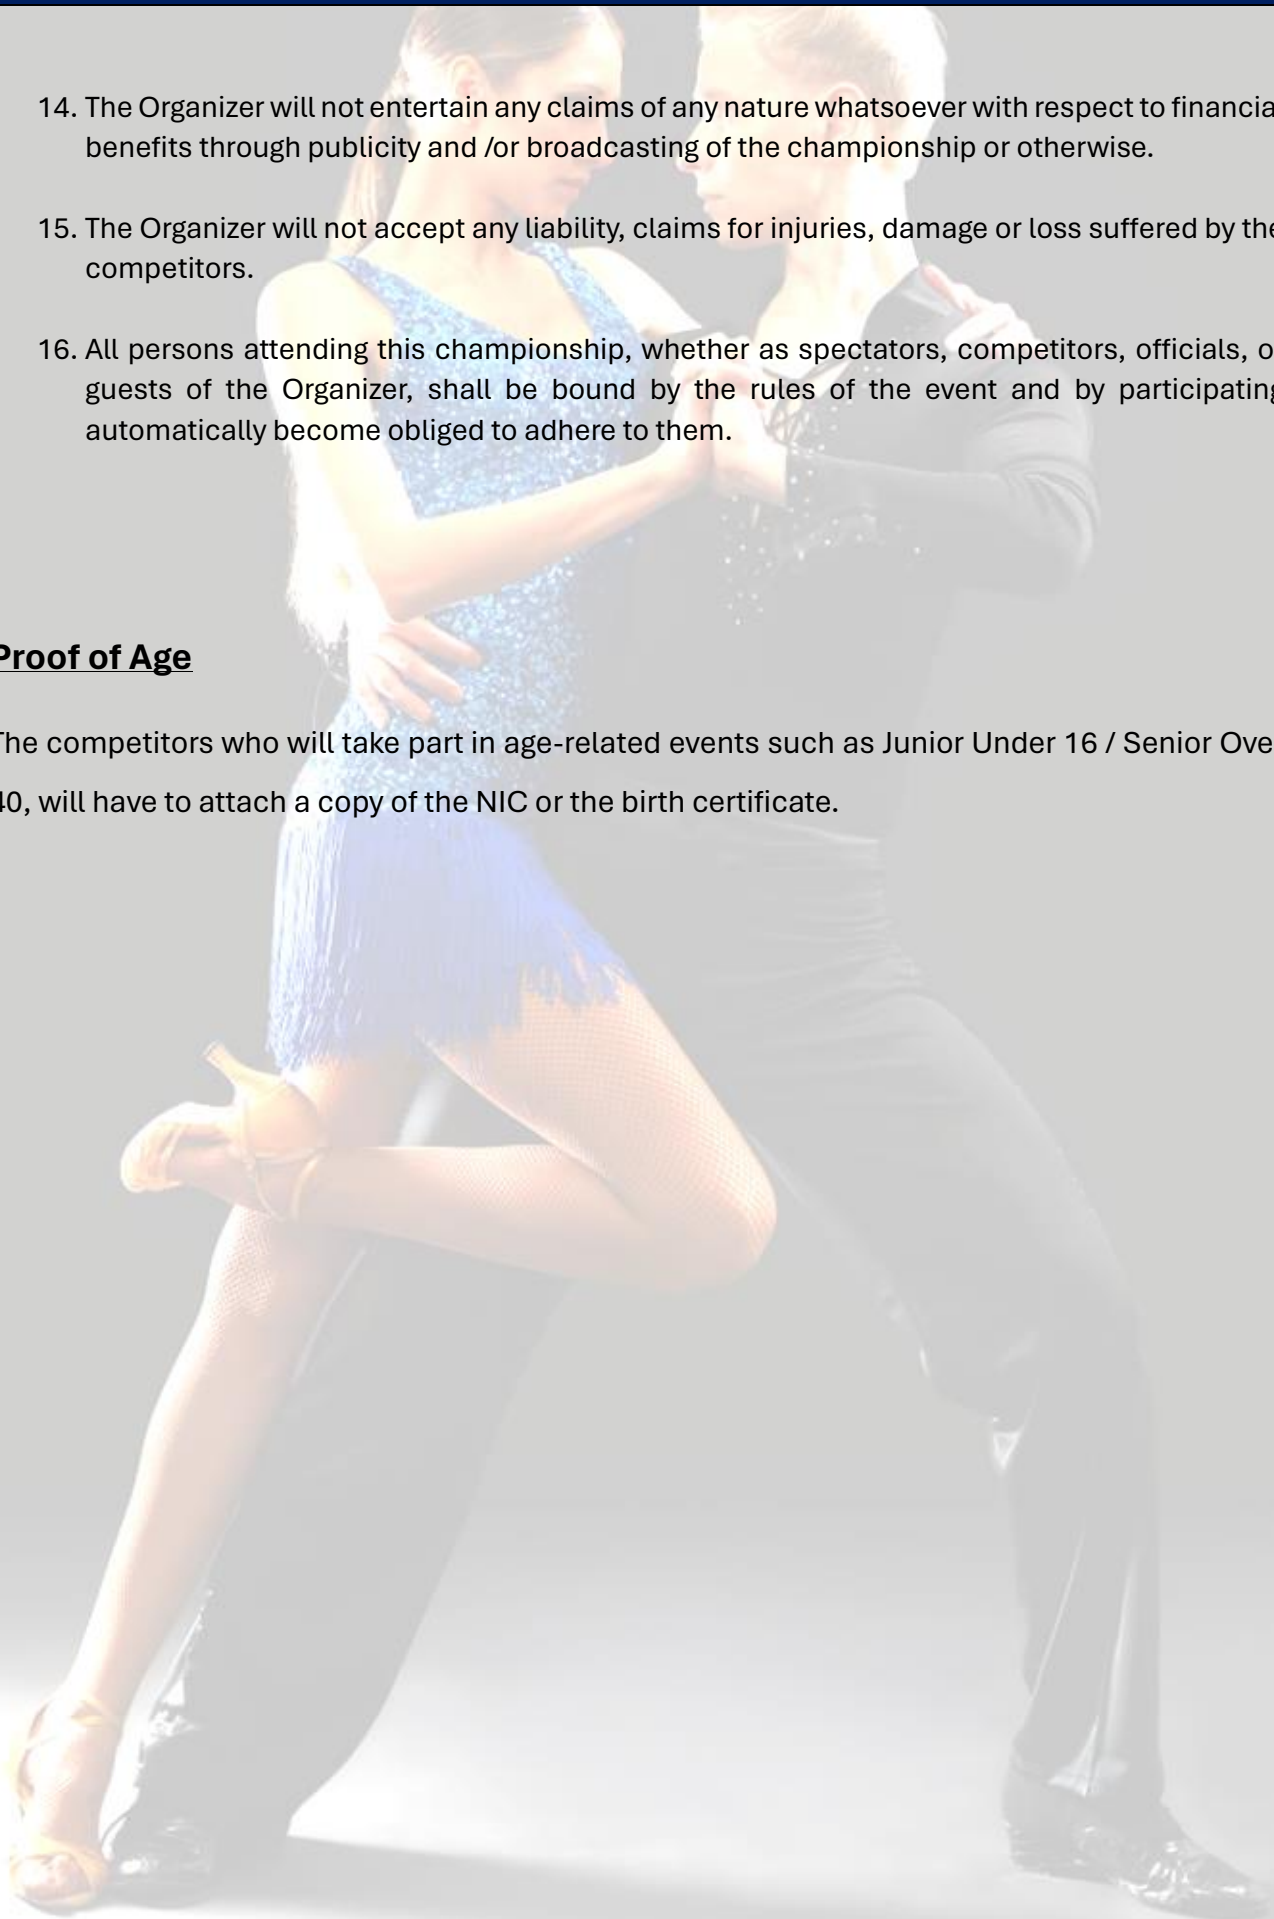 14. The Organizer will not entertain any claims of any nature whatsoever with respect to financia
benefits through publicity and /or broadcasting of the championship or otherwise.
15. The Organizer will not accept any liability, claims for injuries, damage or loss suffered by the
competitors.
16. All persons attending this championship, whether as spectators, competitors, officials, o
guests of the Organizer, shall be bound by the rules of the event and by participating
automatically become obliged to adhere to them.
Proof of Age
The competitors who will take part in age-related events such as Junior Under 16 / Senior Ove
40, will have to attach a copy of the NIC or the birth certificate.